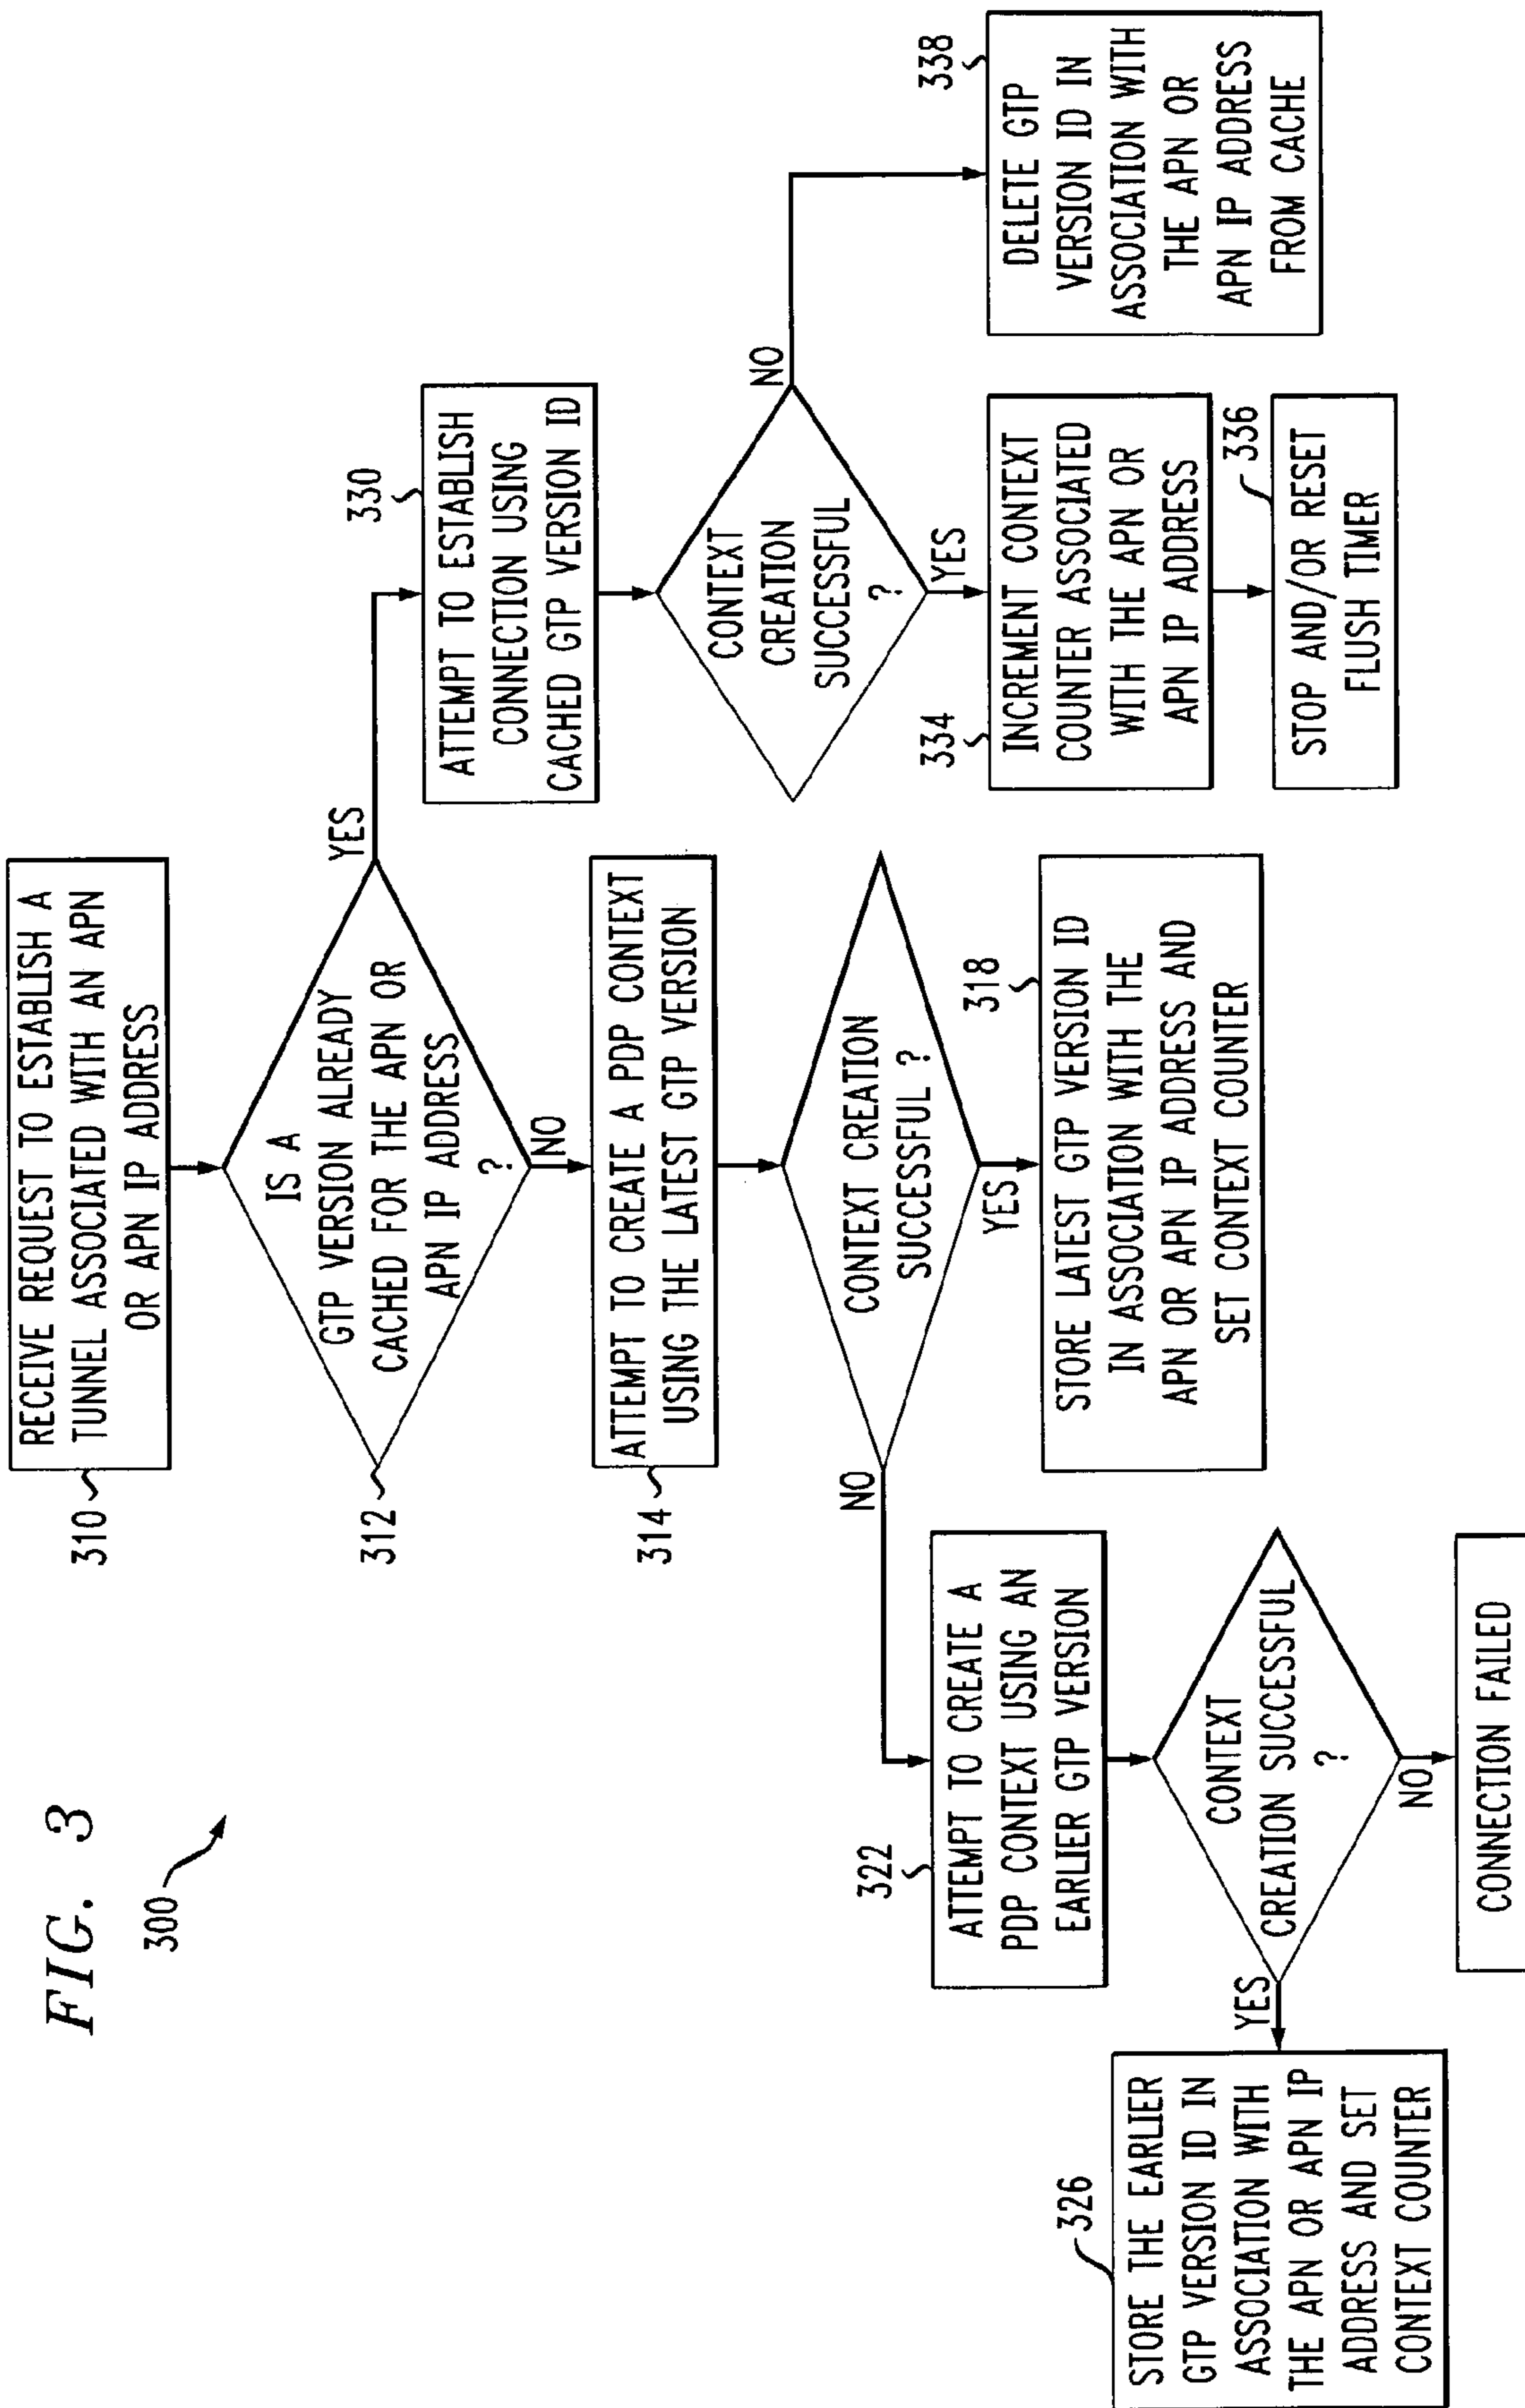 FIG. 3
300
310
RECEIVE REQUEST TO ESTABLISH A
TUNNEL ASSOCIATED WITH AN APN
OR APN IP ADDRESS
312
IS A
GTP VERSION ALREADY
CACHED FOR THE APN OR
APN IP ADDRESS
?
YES
NO
314
ATTEMPT TO CREATE A PDP CONTEXT
USING THE LATEST GTP VERSION
CONTEXT CREATION
SUCCESSFUL ?
NO
YES
318
STORE LATEST GTP VERSION ID
IN ASSOCIATION WITH THE
APN OR APN IP ADDRESS AND
SET CONTEXT COUNTER
322
ATTEMPT TO CREATE A
PDP CONTEXT USING AN
EARLIER GTP VERSION
CONTEXT
CREATION SUCCESSFUL
?
YES
NO
326
STORE THE EARLIER
GTP VERSION ID IN
ASSOCIATION WITH
THE APN OR APN IP
ADDRESS AND SET
CONTEXT COUNTER
CONNECTION FAILED
330
ATTEMPT TO ESTABLISH
CONNECTION USING
CACHED GTP VERSION ID
CONTEXT
CREATION
SUCCESSFUL
?
NO
YES
334
INCREMENT CONTEXT
COUNTER ASSOCIATED
WITH THE APN OR
APN IP ADDRESS
336
STOP AND/OR RESET
FLUSH TIMER
338
DELETE GTP
VERSION ID IN
ASSOCIATION WITH
THE APN OR
APN IP ADDRESS
FROM CACHE